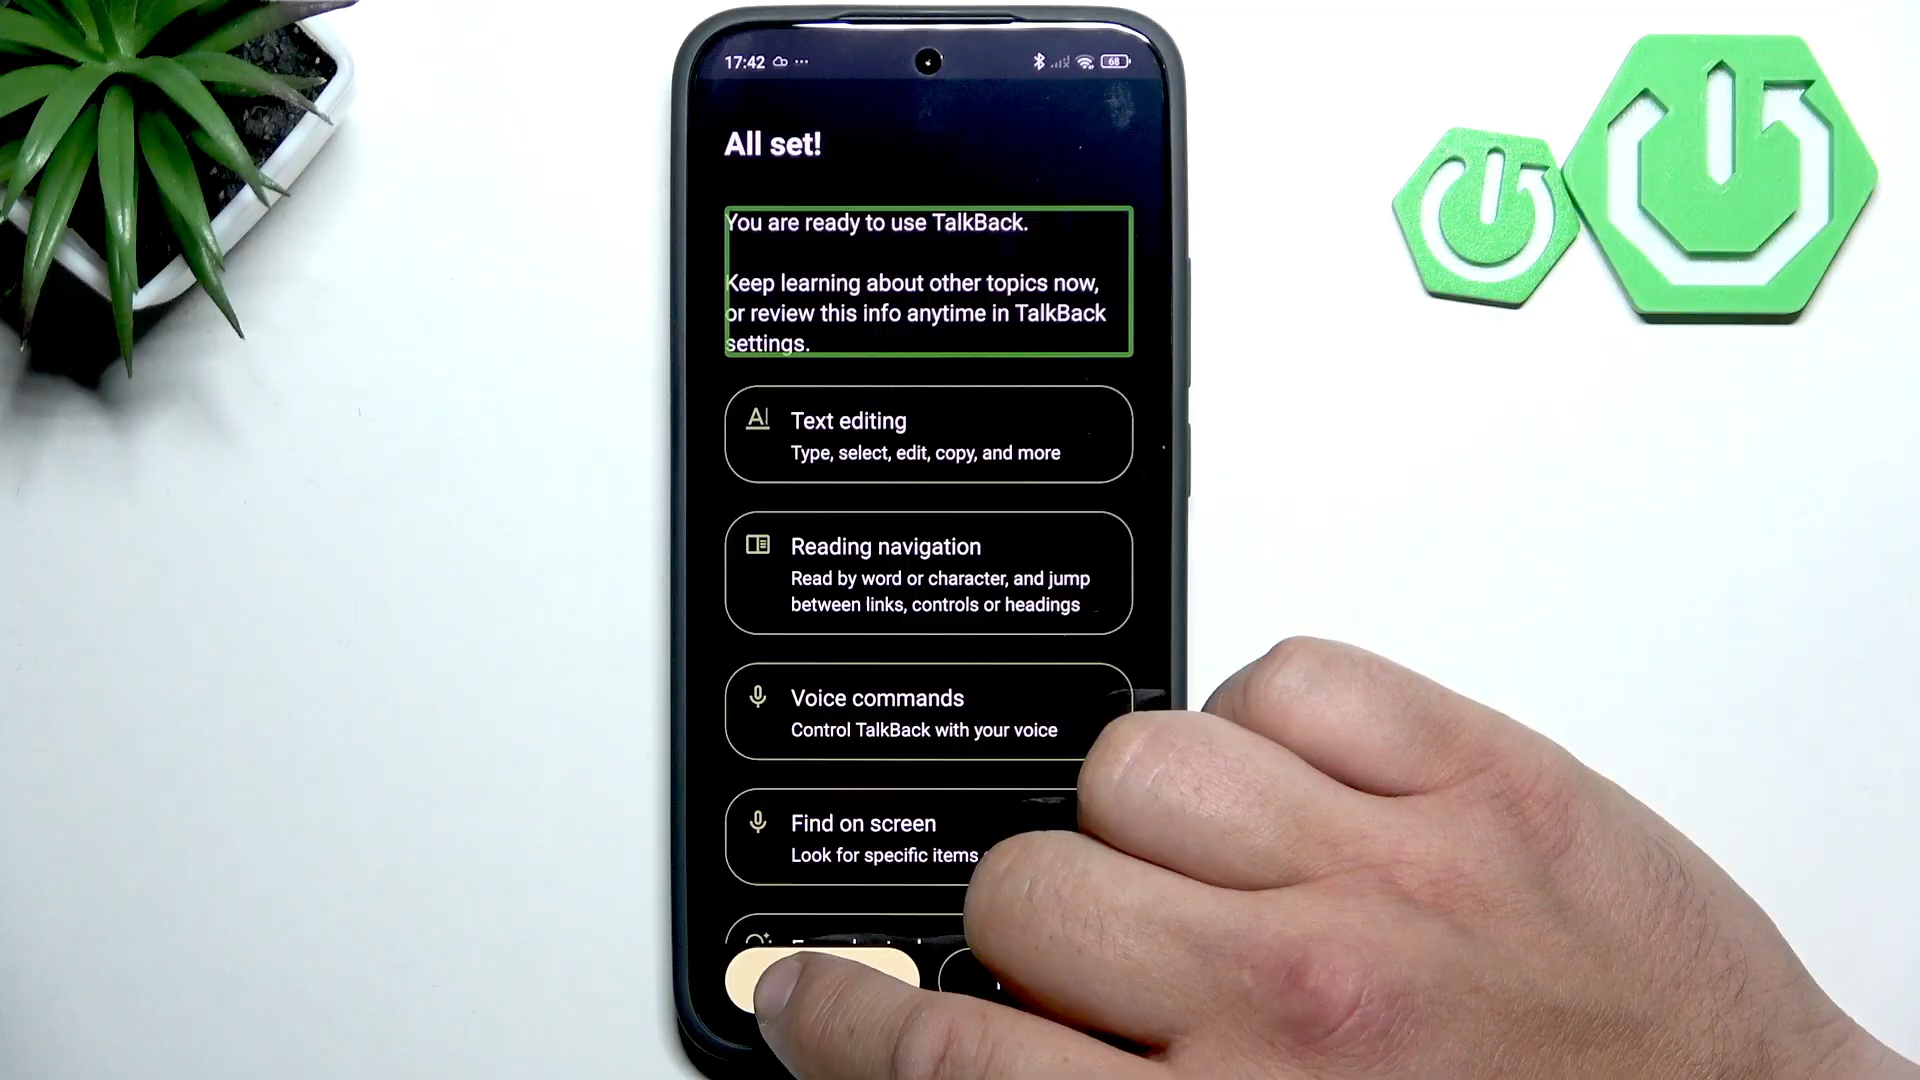 17:42
68
All set!
You are ready to use TalkBack.
Keep learning about other topics now,
or review this info anytime in TalkBack
settings.
Text editing
Type, select, edit, copy, and more
Reading navigation
Read by word or character, and jump
between links, controls or headings
Voice commands
Control TalkBack with your voice
Find on screen
Look for specific items